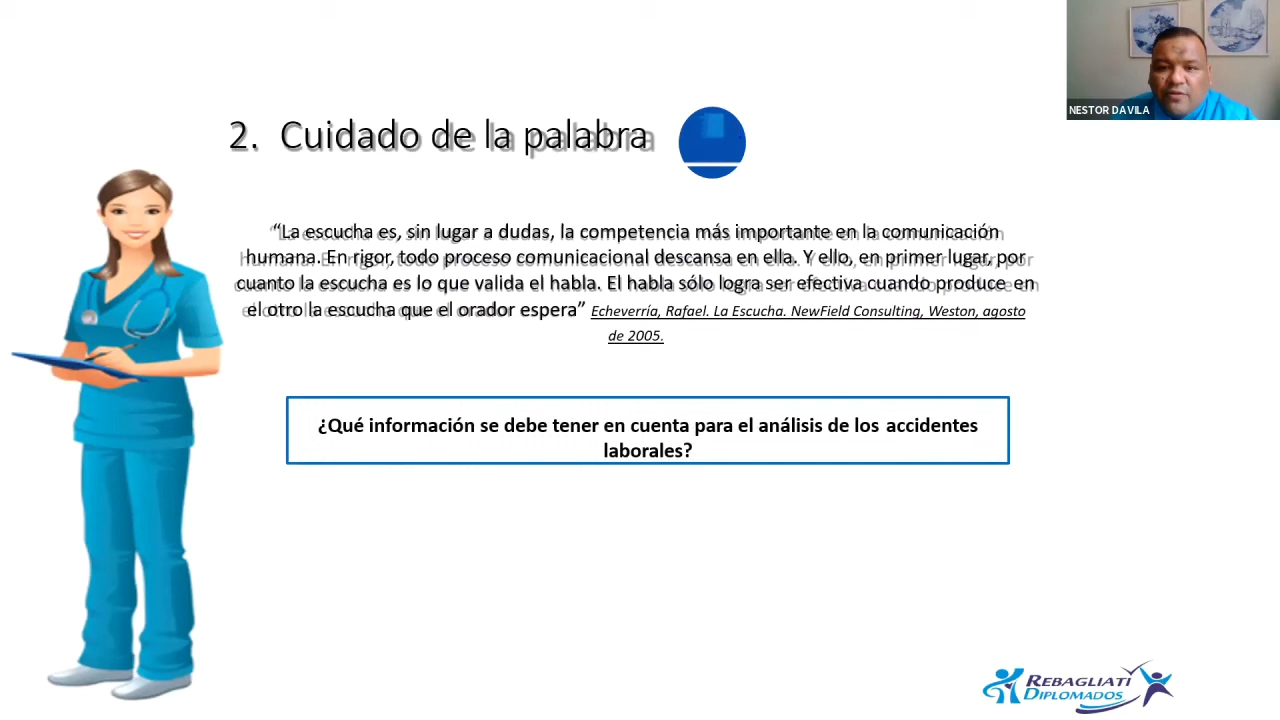 NESTOR DAVILA
2. Cuidado de la palabra
“La escucha es, sin lugar a dudas, la competencia más importante en la comunicación
humana. En rigor, todo proceso comunicacional descansa en ella. Y ello, en primer lugar, por
cuanto la escucha es lo que valida el habla. El habla sólo logra ser efectiva cuando produce en
el otro la escucha que el orador espera” Echeverría, Rafael. La Escucha. NewField Consulting, Weston, agosto
de 2005.
¿Qué información se debe tener en cuenta para el análisis de los accidentes
laborales?
REBAGLIATI
DIPLOMADOS